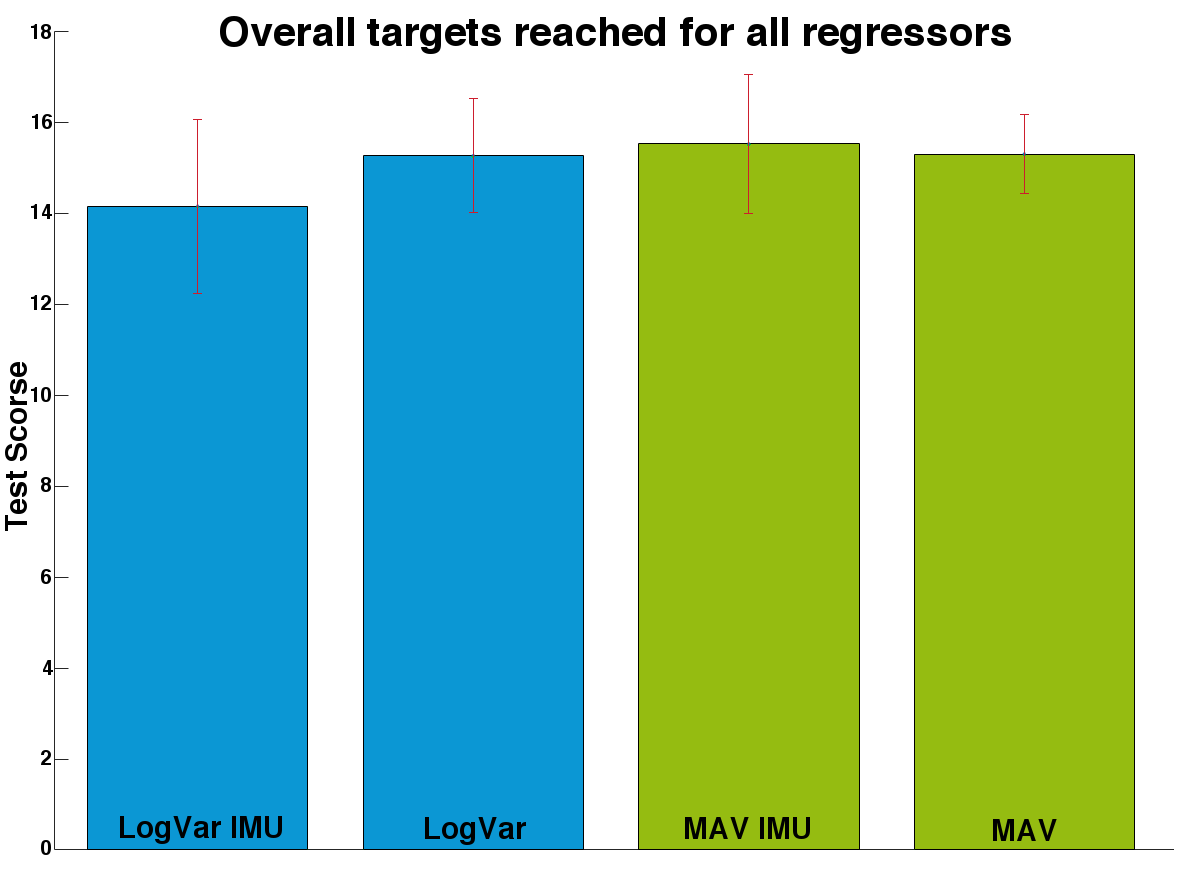 Overall targets reached for all regressors
Test Scorse
18
16
14
12
10
8
6
4
2
0
LogVar IMU
LogVar
MAV IMU
MAV